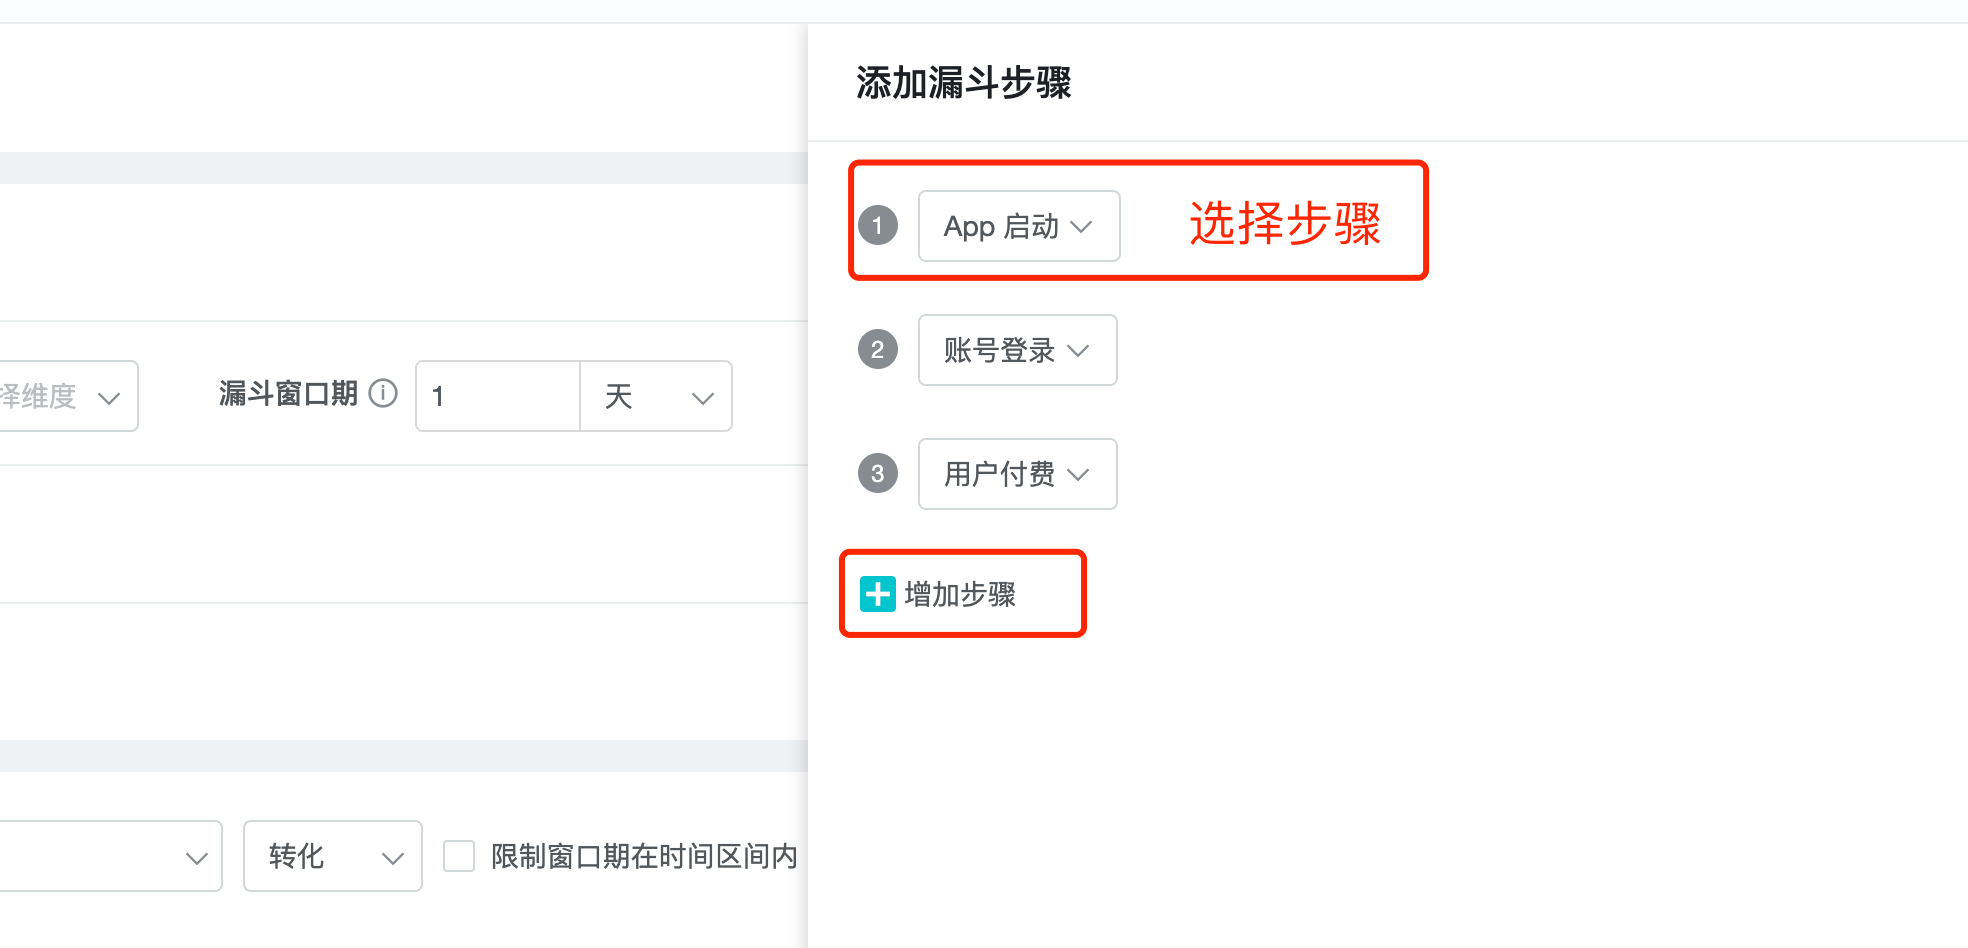 添加漏斗步骤
1 App 启动 选择步骤
2 账号登录
3 用户付费
增加步骤
择维度 漏斗窗口期 1 天
转化 限制窗口期在时间区间内